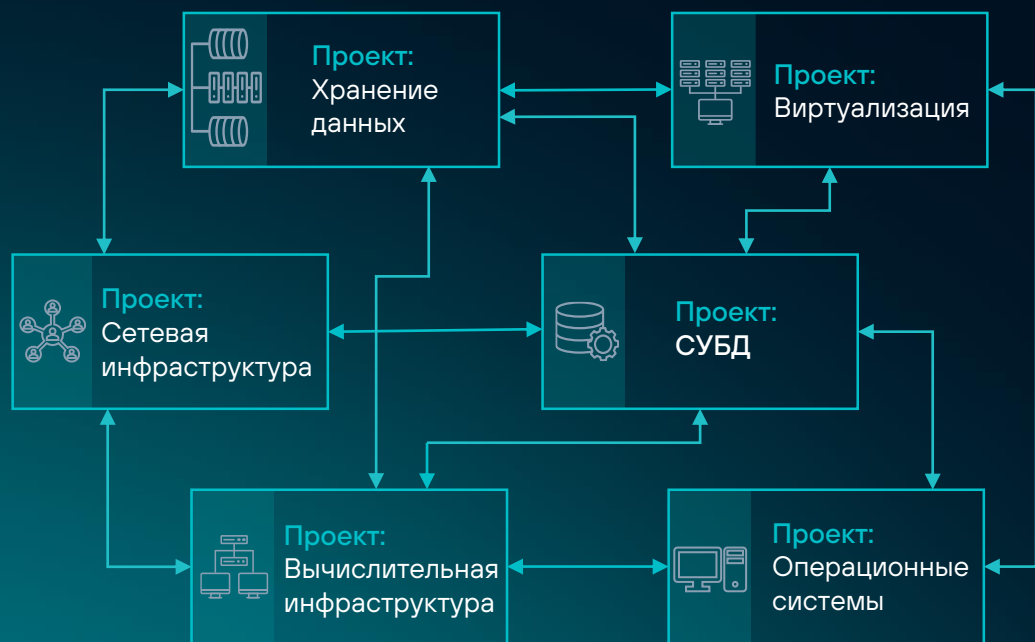 Проект:
Хранение
данных
Проект:
Виртуализация
Проект:
Сетевая
инфраструктура
Проект:
СУБД
Проект:
Вычислительная
инфраструктура
Проект:
Операционные
системы